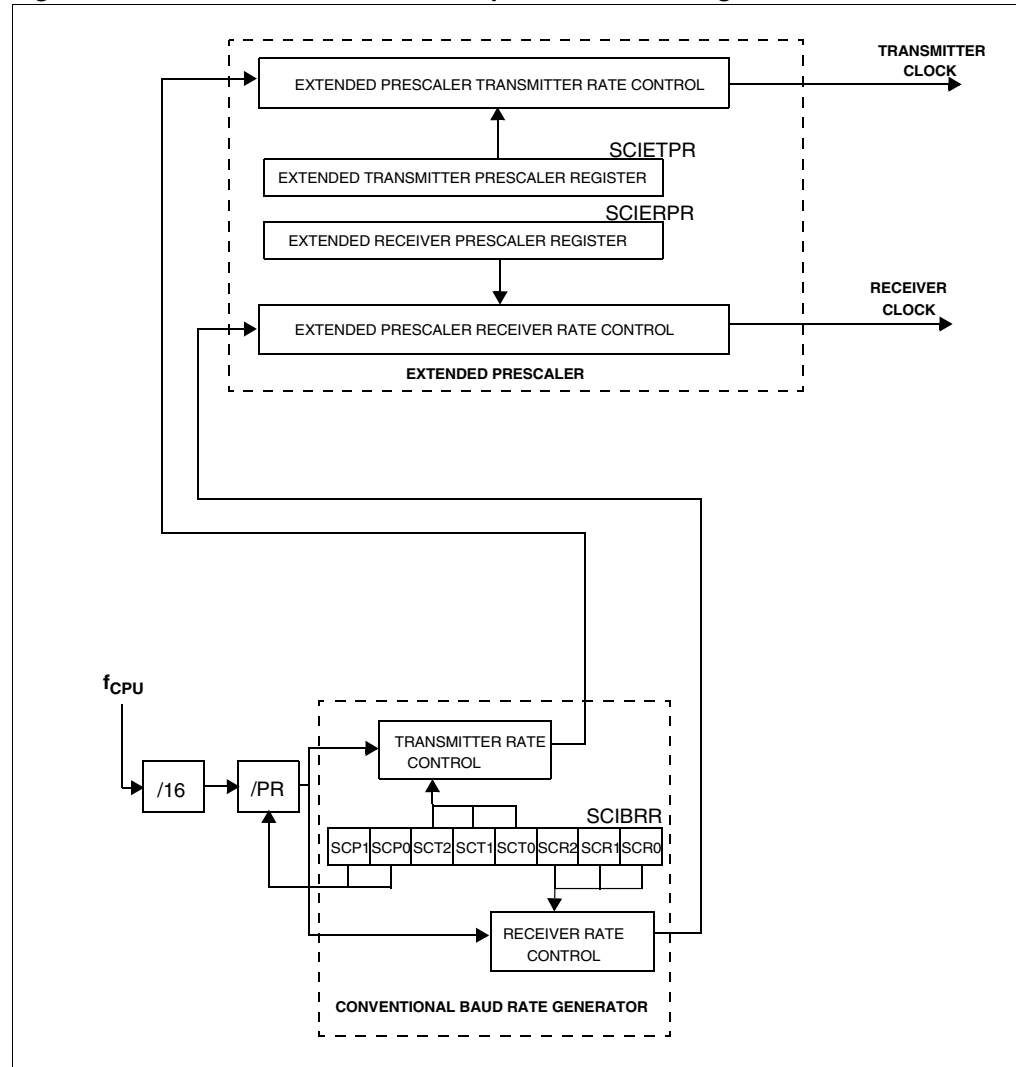 TRANSMITTER
CLOCK
EXTENDED PRESCALER TRANSMITTER RATE CONTROL
SCIETPR
EXTENDED TRANSMITTER PRESCALER REGISTER
SCIERPR
EXTENDED RECEIVER PRESCALER REGISTER
RECEIVER
CLOCK
EXTENDED PRESCALER RECEIVER RATE CONTROL
EXTENDED PRESCALER
fCPU
TRANSMITTER RATE
CONTROL
/16
/PR
SCIBRR
SCP1 SCP0 SCT2 SCT1 SCT0 SCR2 SCR1 SCR0
RECEIVER RATE
CONTROL
CONVENTIONAL BAUD RATE GENERATOR